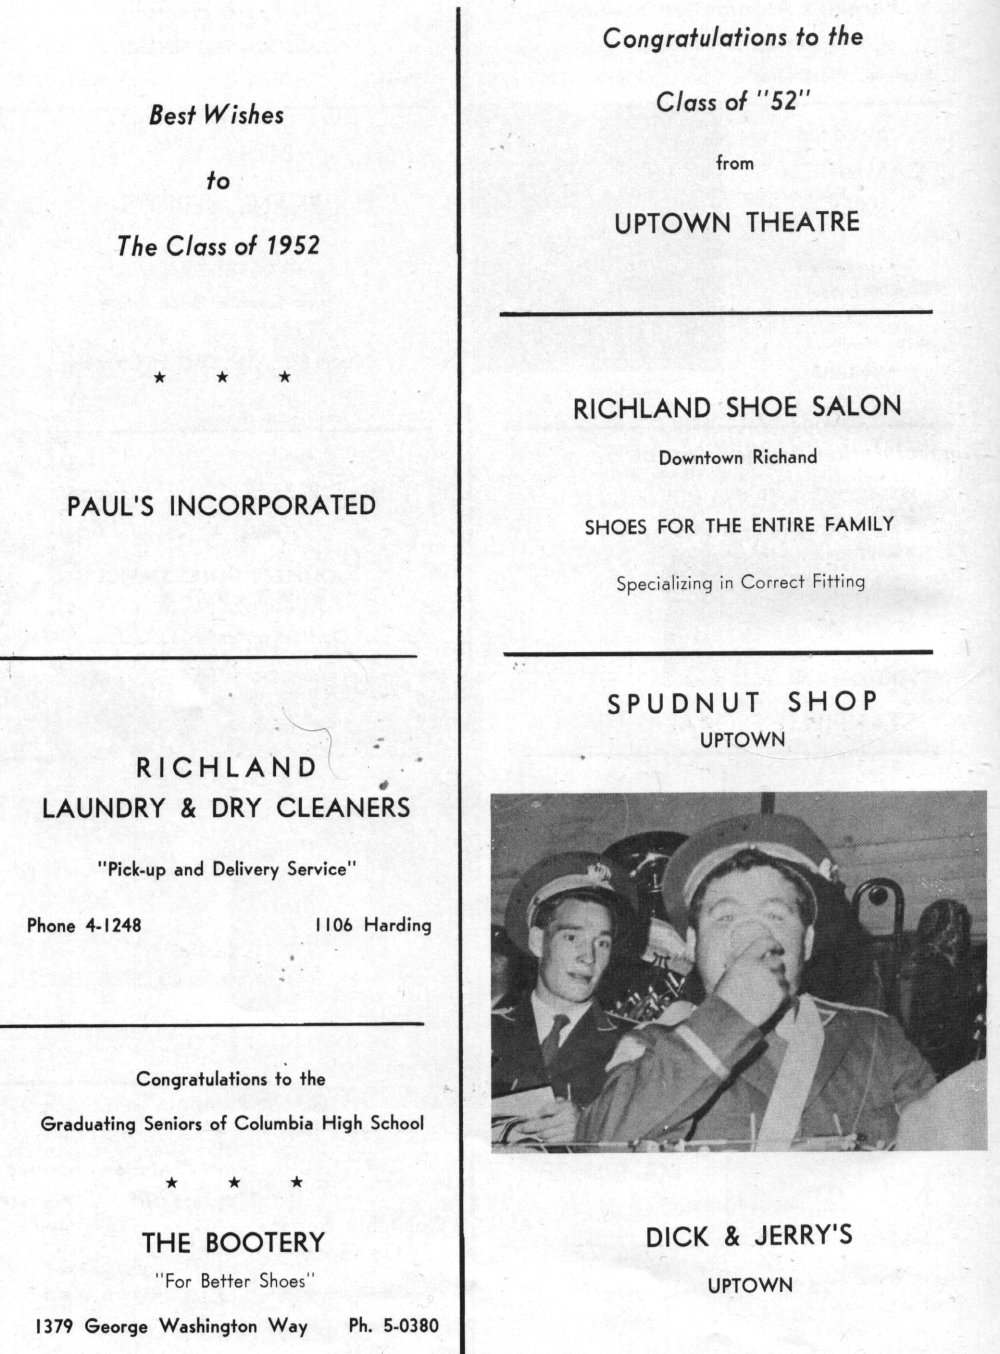 Best Wishes
to
The Class of 1952
★ ★ ★
PAUL'S INCORPORATED
RICHLAND
LAUNDRY & DRY CLEANERS
"Pick-up and Delivery Service"
Phone 4-1248 1106 Harding
Congratulations to the
Graduating Seniors of Columbia High School
★ ★ ★
THE BOOTERY
"For Better Shoes"
1379 George Washington Way Ph. 5-0380
Congratulations to the
Class of "52"
from
UPTOWN THEATRE
RICHLAND SHOE SALON
Downtown Richand
SHOES FOR THE ENTIRE FAMILY
Specializing in Correct Fitting
SPUDNUT SHOP
UPTOWN
DICK & JERRY'S
UPTOWN